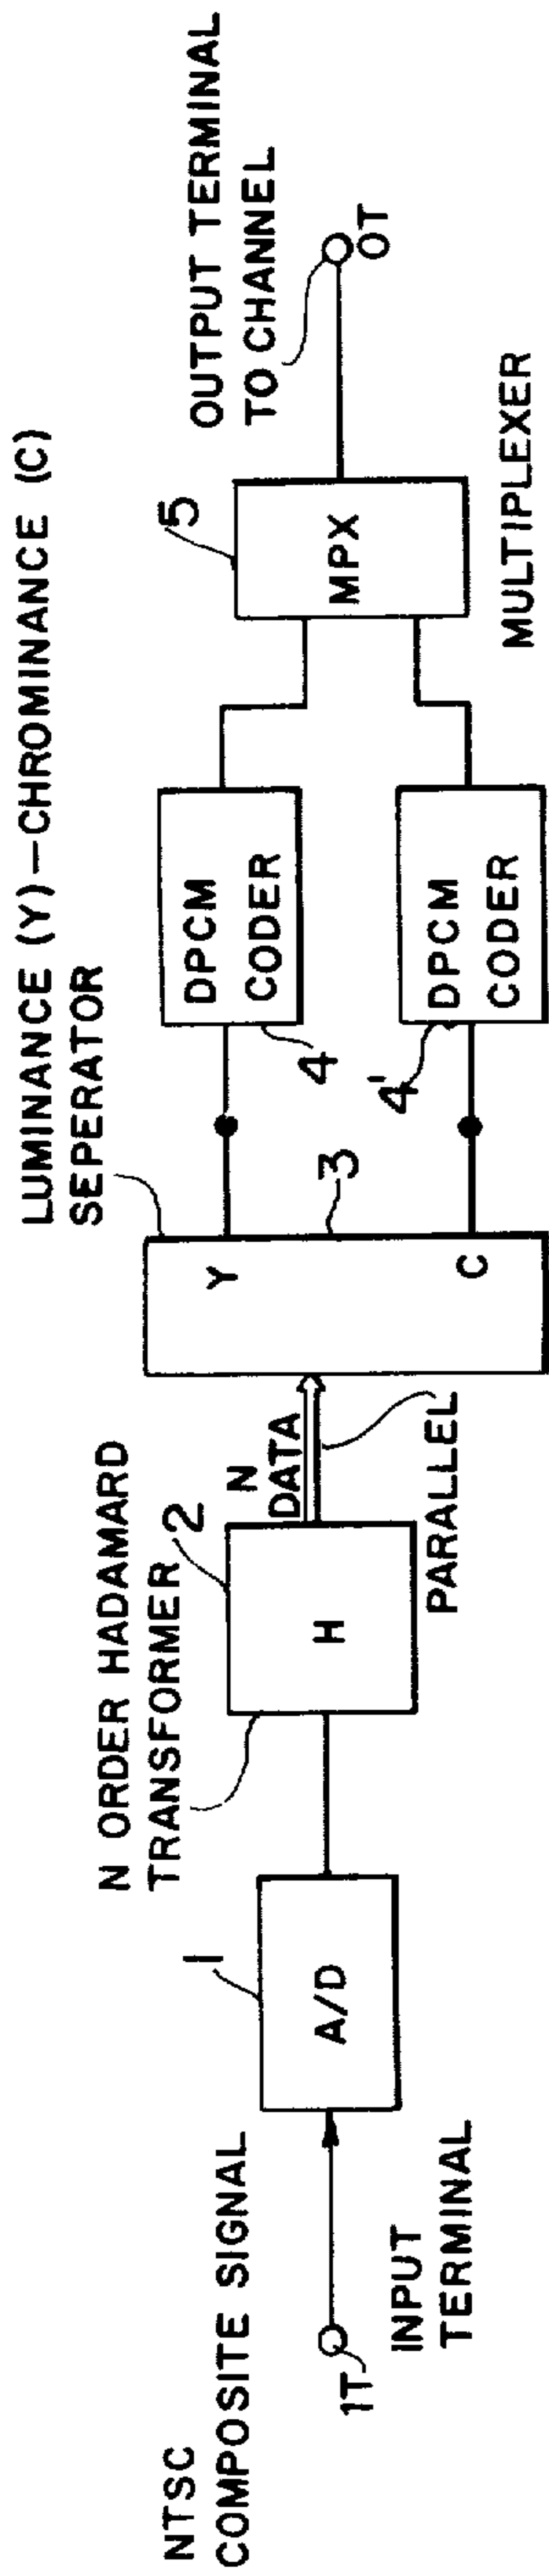 NTSC
COMPOSITE SIGNAL
1T
INPUT
TERMINAL
1
A/D
N ORDER HADAMARD
TRANSFORMER 2
H
N
DATA
PARALLEL
LUMINANCE (Y)—CHROMINANCE (C)
SEPERATOR
Y
C
3
DPCM
CODER
4
DPCM
CODER
4'
5
MPX
MULTIPLEXER
OUTPUT TERMINAL
TO CHANNEL
OT